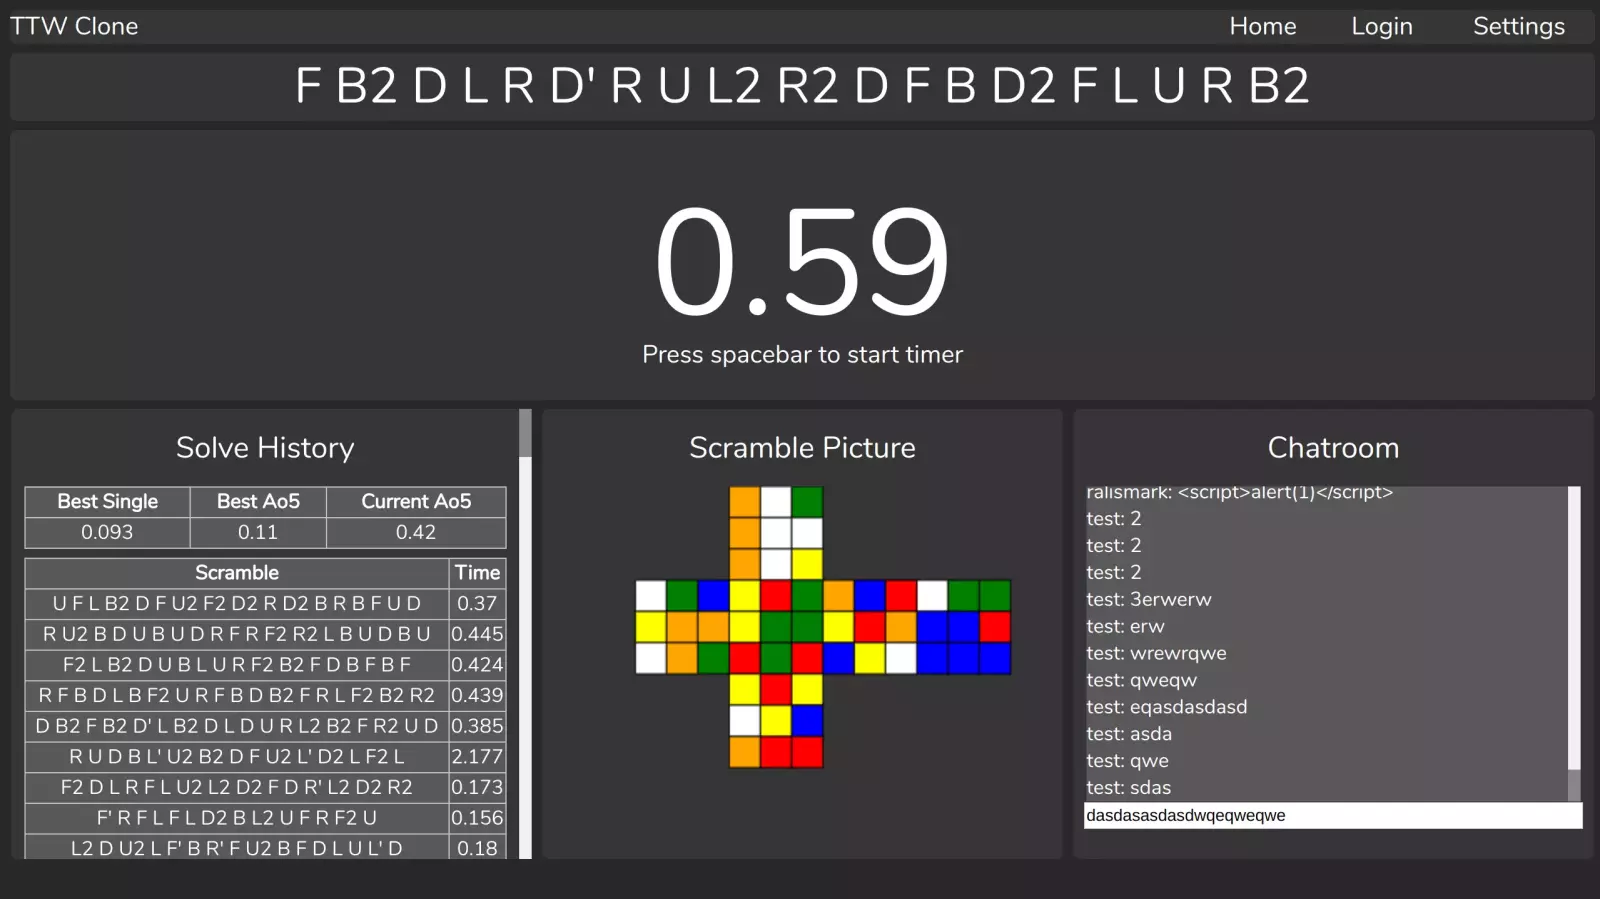 TTW Clone Home Login Settings
F B2 D L R D' R U L2 R2 D F B D2 F L U R B2
0.59
Press spacebar to start timer
Solve History
Best Single Best Ao5 Current Ao5
0.093 0.11 0.42
Scramble Time
U F L B2 D F U2 F2 D2 R D2 B R B F U D 0.37
R U2 B D U B U D R F R F2 R2 L B U D B U 0.445
F2 L B2 D U B L U R F2 B2 F D B F B F 0.424
R F B D L B F2 U R F B D B2 F R L F2 B2 R2 0.439
D B2 F B2 D' L B2 D L D U R L2 B2 F R2 U D 0.385
R U D B L' U2 B2 D F U2 L' D2 L F2 L 2.177
F2 D L R F L U2 L2 D2 F D R' L2 D2 R2 0.173
F' R F L F L D2 B L2 U F R F2 U 0.156
L2 D U2 L F' B R' F U2 B F D L U L' D 0.18
Scramble Picture
Chatroom
ralismark: <script>alert(1)</script>
test: 2
test: 2
test: 2
test: 3erwerw
test: erw
test: wrewrqwe
test: qweqw
test: eqasdasdasd
test: asda
test: qwe
test: sdas
dasdasasdasdwqeqweqwe